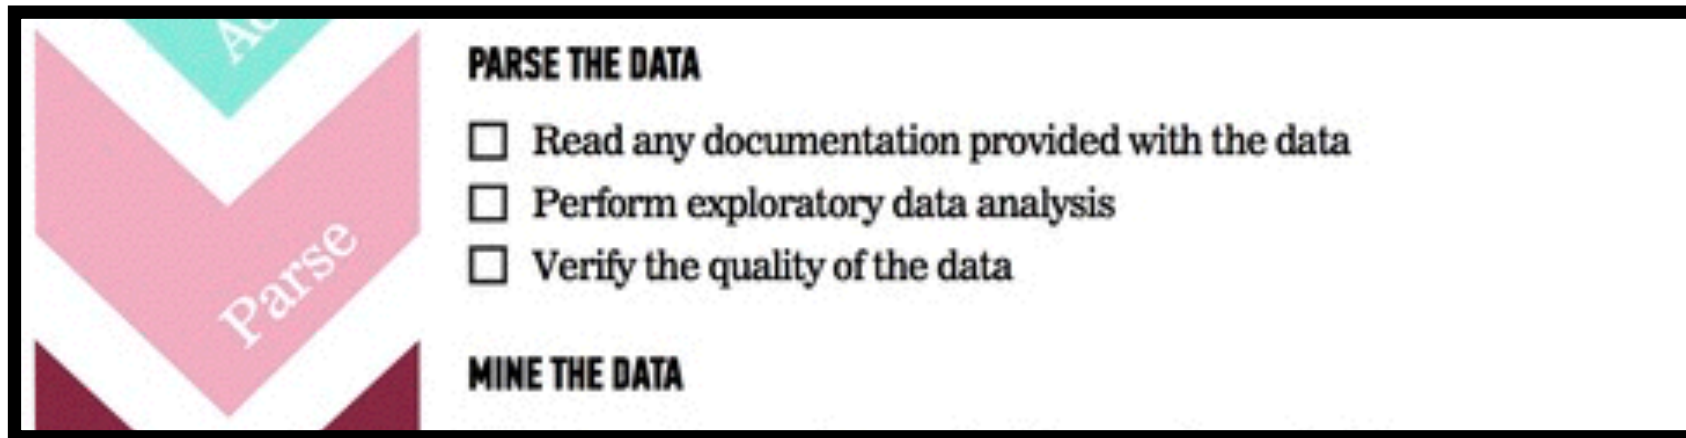 PARSE THE DATA
Read any documentation provided with the data
Perform exploratory data analysis
Verify the quality of the data
Parse
MINE THE DATA